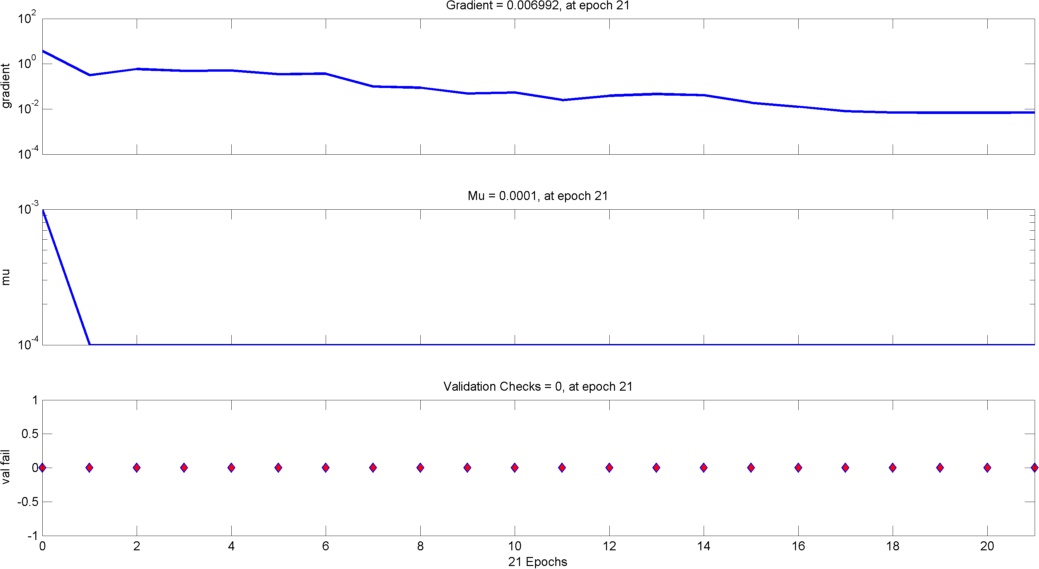 Gradient = 0.006992, at epoch 21
10^2
10^0
10^-2
10^-4
gradient
Mu = 0.0001, at epoch 21
10^-3
10^-4
mu
Validation Checks = 0, at epoch 21
1
0.5
0
-0.5
-1
val fail
0 2 4 6 8 10 12 14 16 18 20
21 Epochs